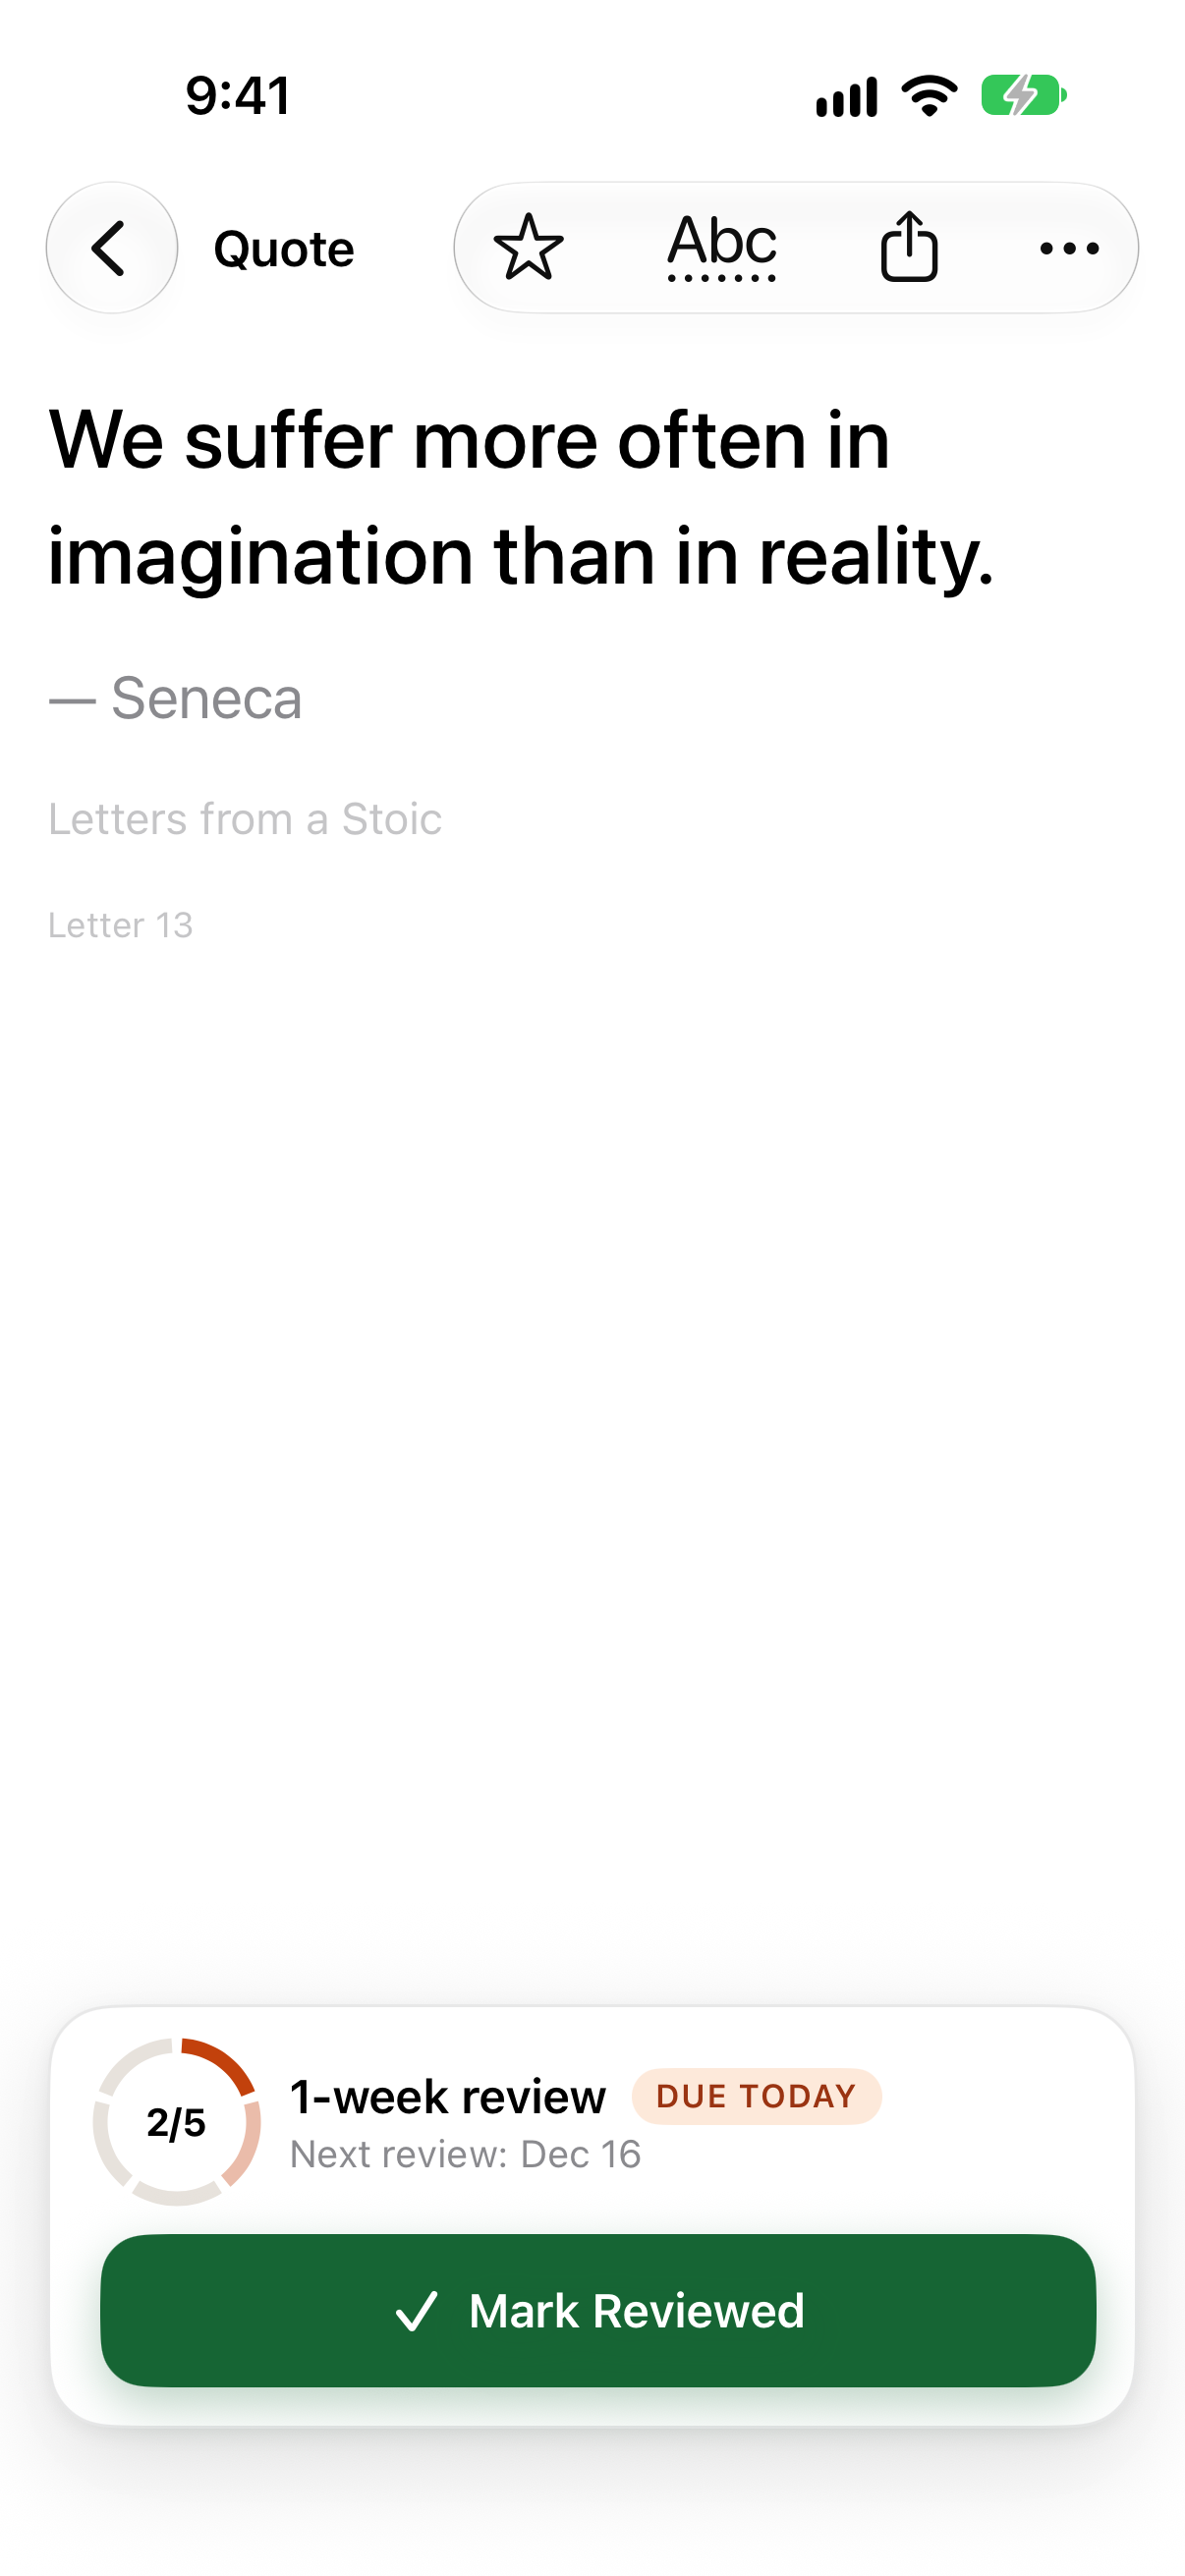 9:41
Quote
Abc
We suffer more often in
imagination than in reality.
— Seneca
Letters from a Stoic
Letter 13
2/5
1-week review
DUE TODAY
Next review: Dec 16
Mark Reviewed